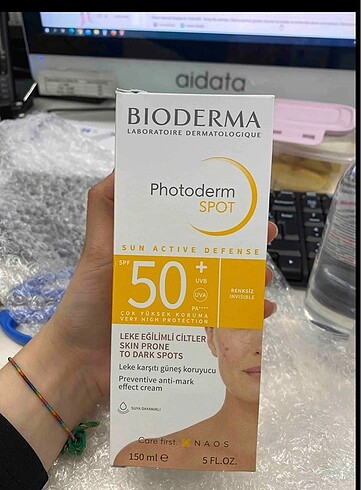 aidata
BIODERMA
LABORATOIRE DERMATOLOGIQUE
Photoderm
SPOT
SUN ACTIVE DEFENSE
SPF 50+
UVB
UVA
PA++++
RENKSİZ
INVISIBLE
ÇOK YÜKSEK KORUMA
VERY HIGH PROTECTION
LEKE EĞİLİMLİ CİLTLER
SKIN PRONE
TO DARK SPOTS
Leke karşıtı güneş koruyucu
Preventive anti-mark
effect cream
SUYA DAYANIKLI
Care first. NAOS
150 ml e 5 FL.OZ.